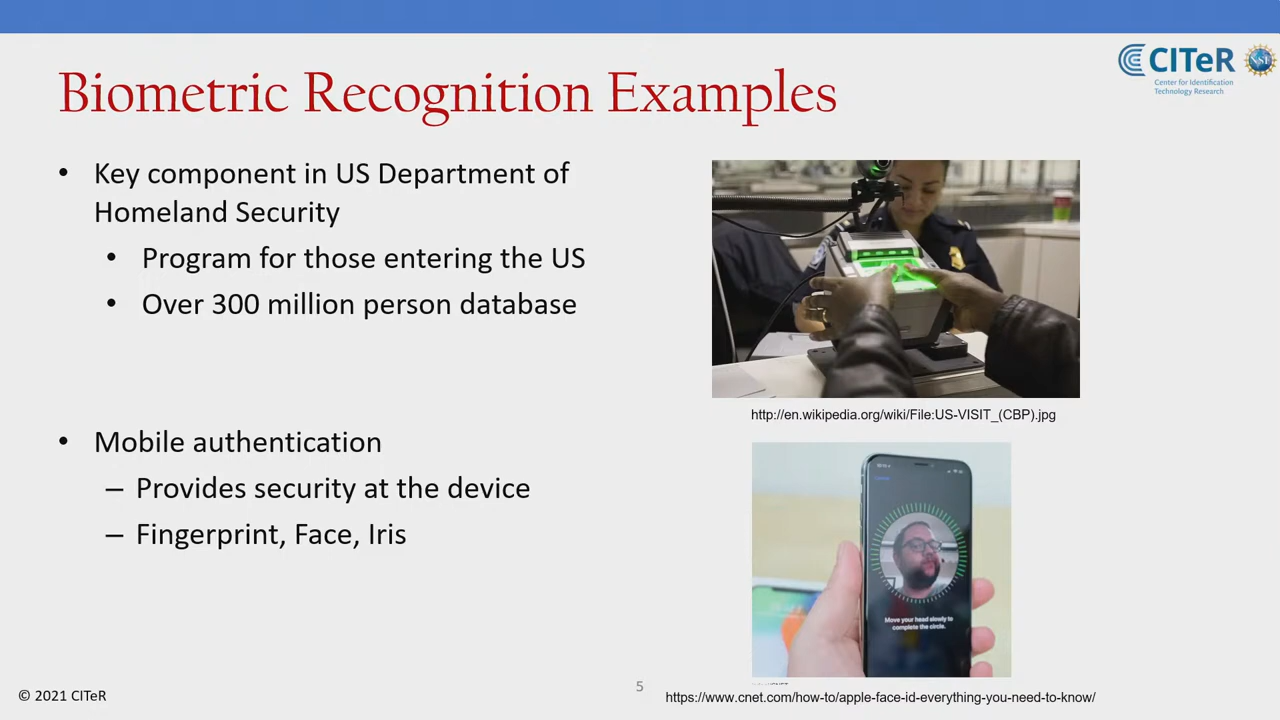 CITeR
Center for Identification
Technology Research
NSF
Biometric Recognition Examples
• Key component in US Department of
Homeland Security
• Program for those entering the US
• Over 300 million person database
http://en.wikipedia.org/wiki/File:US-VISIT_(CBP).jpg
• Mobile authentication
– Provides security at the device
– Fingerprint, Face, Iris
Move your head slowly to
complete the circle.
© 2021 CITeR
5
https://www.cnet.com/how-to/apple-face-id-everything-you-need-to-know/